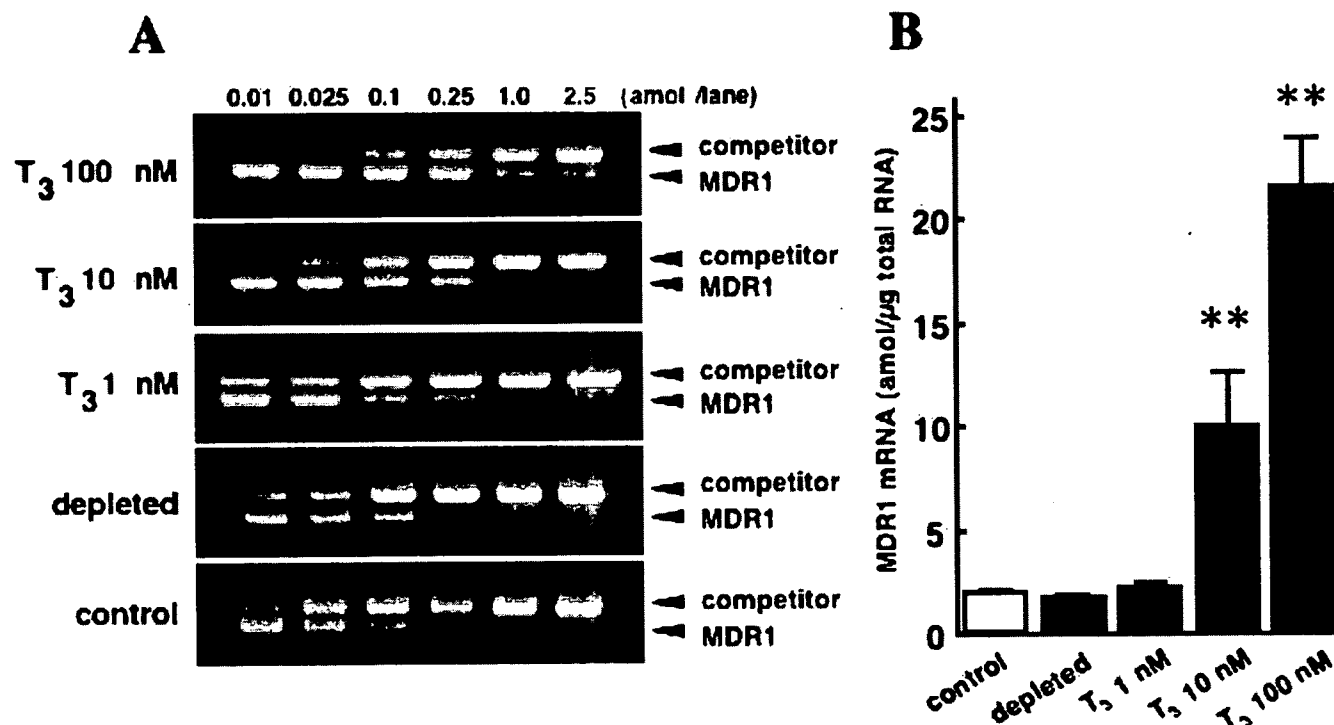 A
0.01 0.025 0.1 0.25 1.0 2.5 (amol /lane)
T3 100 nM
competitor
MDR1
T3 10 nM
competitor
MDR1
T3 1 nM
competitor
MDR1
depleted
competitor
MDR1
control
competitor
MDR1
B
MDR1 mRNA (amol/µg total RNA)
25
20
15
10
5
0
**
**
control
depleted
T3 1 nM
T3 10 nM
T3 100 nM